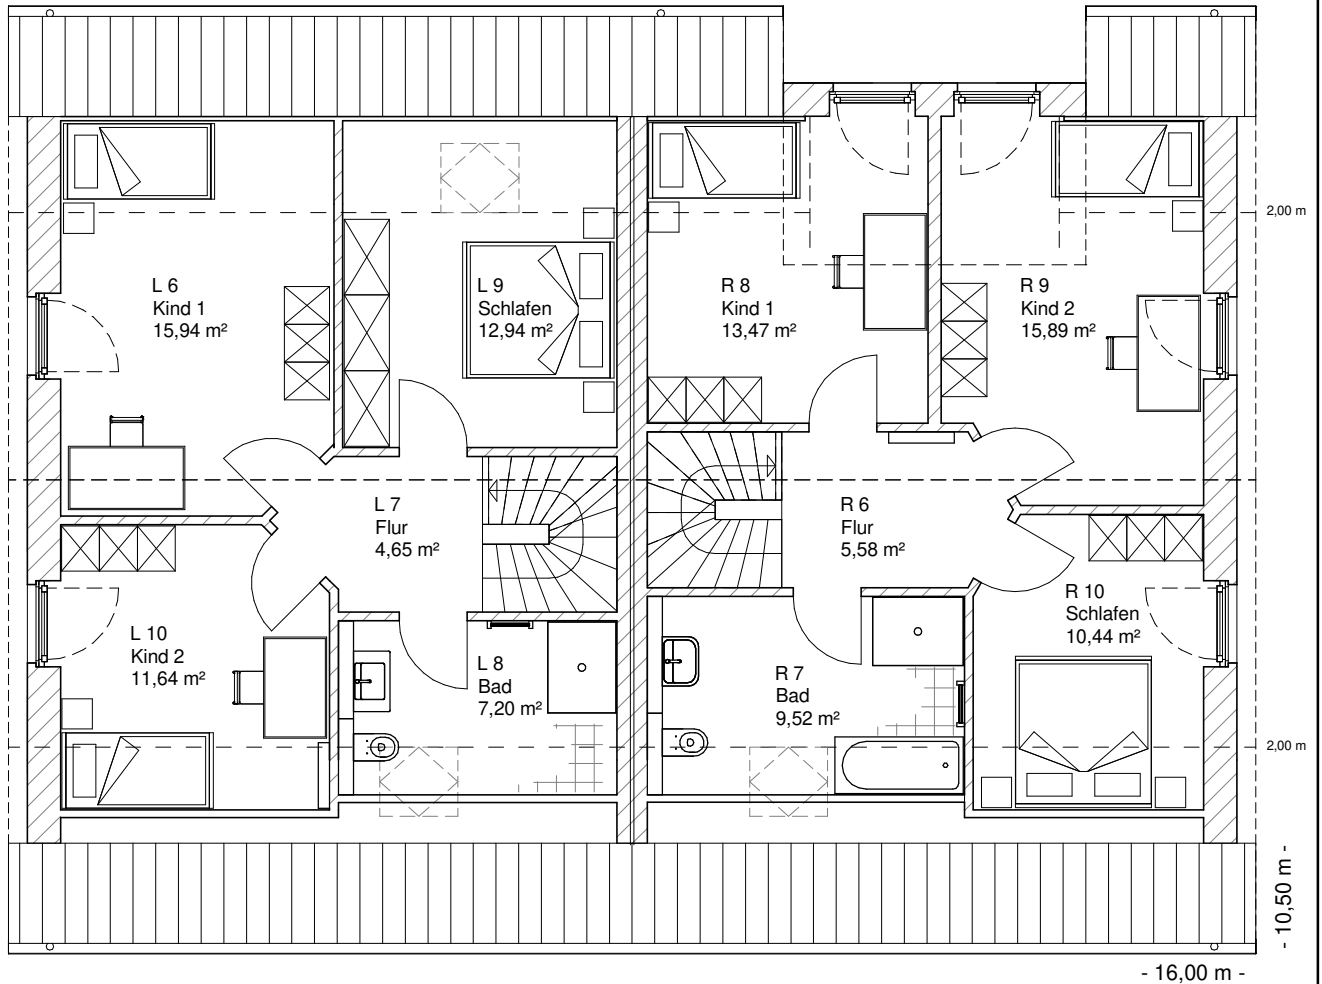 2,00 m
L 6
Kind 1
15,94 m²
L 9
Schlafen
12,94 m²
R 8
Kind 1
13,47 m²
R 9
Kind 2
15,89 m²
L 7
Flur
4,65 m²
R 6
Flur
5,58 m²
L 10
Kind 2
11,64 m²
L 8
Bad
7,20 m²
R 7
Bad
9,52 m²
R 10
Schlafen
10,44 m²
2,00 m
- 10,50 m -
- 16,00 m -